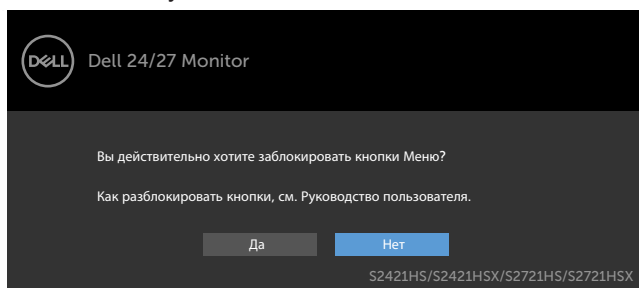 DELL Dell 24/27 Monitor
Вы действительно хотите заблокировать кнопки Меню?
Как разблокировать кнопки, см. Руководство пользователя.
Да Нет
S2421HS/S2421HSX/S2721HS/S2721HSX